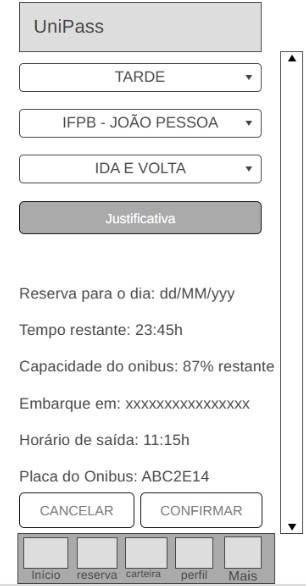 UniPass
TARDE
IFPB - JOÃO PESSOA
IDA E VOLTA
Justificativa
Reserva para o dia: dd/MM/yyy
Tempo restante: 23:45h
Capacidade do onibus: 87% restante
Embarque em: xxxxxxxxxxxxxxxx
Horário de saída: 11:15h
Placa do Onibus: ABC2E14
CANCELAR CONFIRMAR
Início reserva carteira perfil Mais